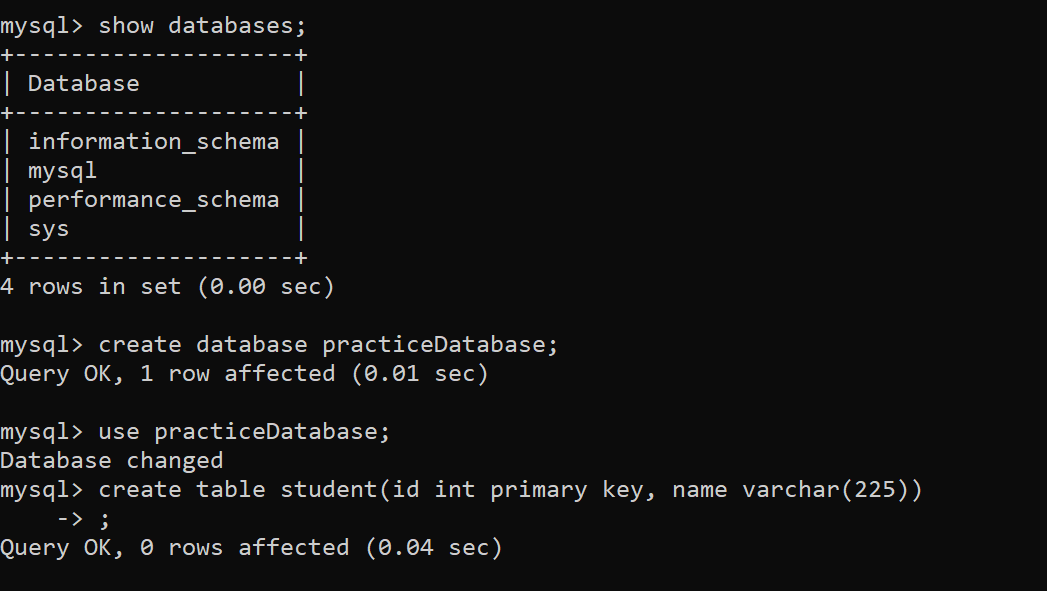 mysql> show databases;
+--------------------+
| Database           |
+--------------------+
| information_schema |
| mysql              |
| performance_schema |
| sys                |
+--------------------+
4 rows in set (0.00 sec)

mysql> create database practiceDatabase;
Query OK, 1 row affected (0.01 sec)

mysql> use practiceDatabase;
Database changed
mysql> create table student(id int primary key, name varchar(225))
    -> ;
Query OK, 0 rows affected (0.04 sec)